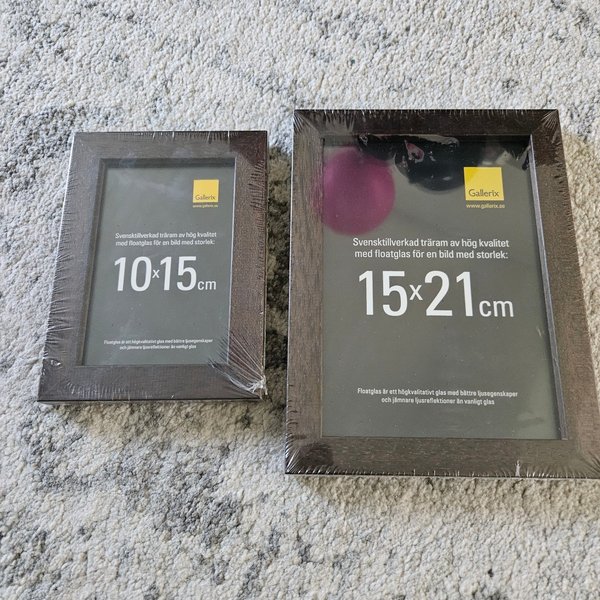 Gallerix
www.gallerix.se
Svensktillverkad träram av hög kvalitet
med floatglas för en bild med storlek:
10x15cm
Floatglas är ett högkvalitativt glas med bättre ljusegenskaper
och jämnare ljusreflektioner än vanligt glas
Gallerix
www.gallerix.se
Svensktillverkad träram av hög kvalitet
med floatglas för en bild med storlek:
15x21cm
Floatglas är ett högkvalitativt glas med bättre ljusegenskaper
och jämnare ljusreflektioner än vanligt glas